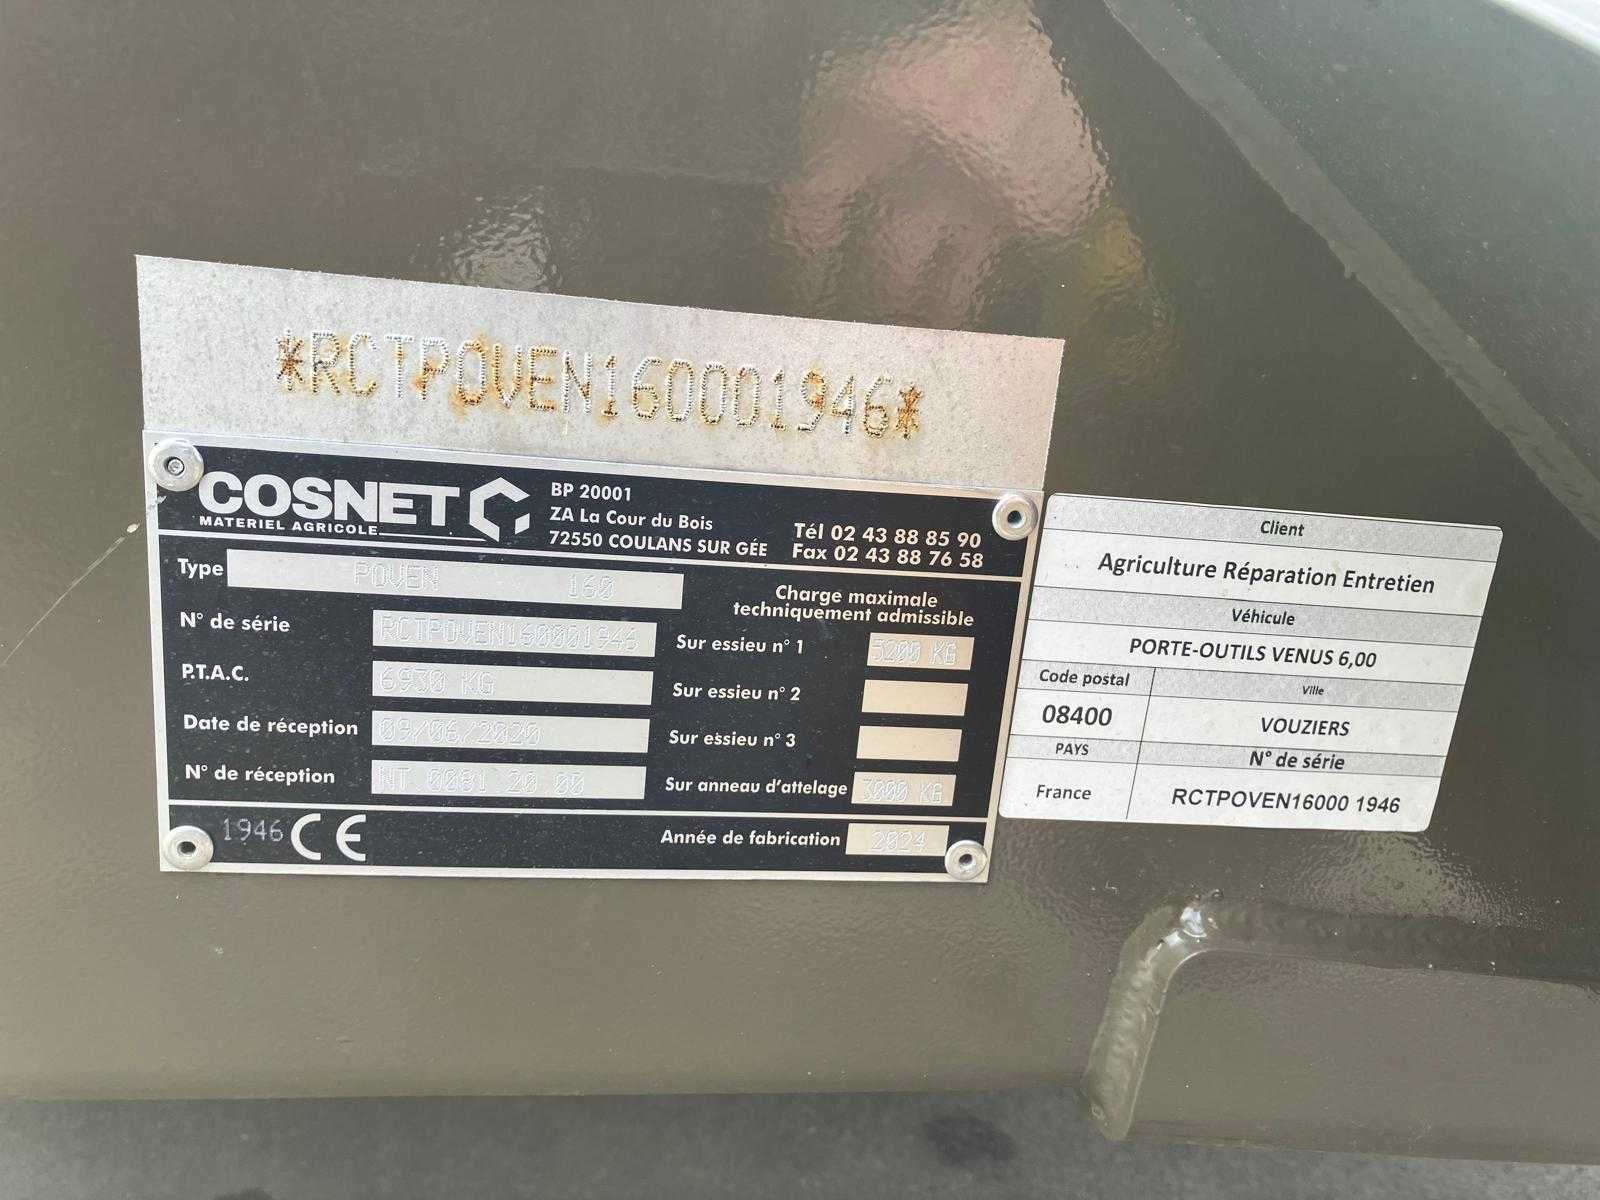 *RCTPOVEN160001946*
COSNET
MATERIEL AGRICOLE
BP 20001
ZA La Cour du Bois
72550 COULANS SUR GÉE
Tél 02 43 88 85 90
Fax 02 43 88 76 58
Type POVEN 160
N° de série RCTPOVEN160001946
P.T.A.C. 6930 KG
Date de réception 09/06/2020
N° de réception NT 0081 20 00
Charge maximale
techniquement admissible
Sur essieu n° 1 5200 KG
Sur essieu n° 2
Sur essieu n° 3
Sur anneau d'attelage 3000 KG
1946 CE
Année de fabrication 2024
Client
Agriculture Réparation Entretien
Véhicule
PORTE-OUTILS VENUS 6,00
Code postal Ville
08400 VOUZIERS
PAYS N° de série
France RCTPOVEN16000 1946